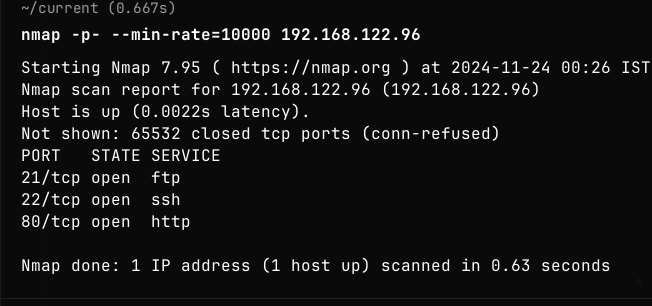 ~/current (0.667s)
nmap -p- --min-rate=10000 192.168.122.96
Starting Nmap 7.95 ( https://nmap.org ) at 2024-11-24 00:26 IST
Nmap scan report for 192.168.122.96 (192.168.122.96)
Host is up (0.0022s latency).
Not shown: 65532 closed tcp ports (conn-refused)
PORT   STATE SERVICE
21/tcp open  ftp
22/tcp open  ssh
80/tcp open  http
Nmap done: 1 IP address (1 host up) scanned in 0.63 seconds